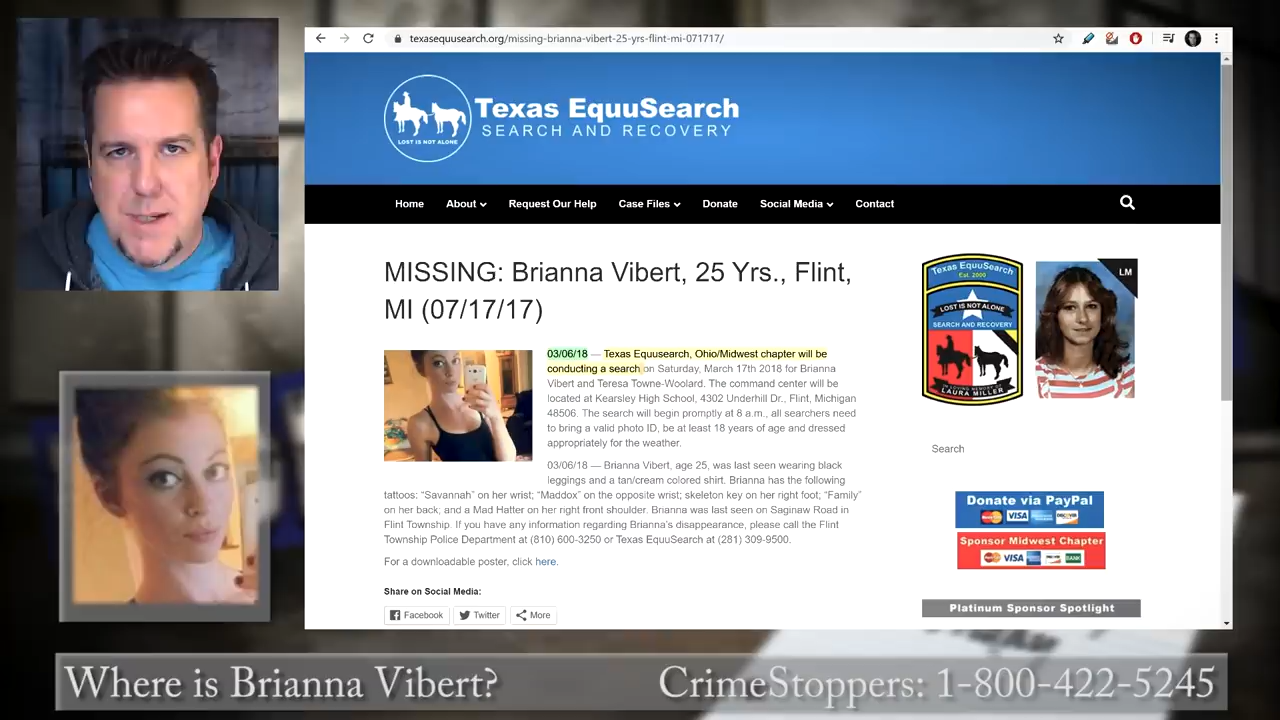 texasequusearch.org/missing-brianna-vibert-25-yrs-flint-mi-071717/
Texas EquuSearch
SEARCH AND RECOVERY
LOST IS NOT ALONE
Home About Request Our Help Case Files Donate Social Media Contact
MISSING: Brianna Vibert, 25 Yrs., Flint,
MI (07/17/17)
03/06/18 — Texas Equusearch, Ohio/Midwest chapter will be
conducting a search on Saturday, March 17th 2018 for Brianna
Vibert and Teresa Towne-Woolard. The command center will be
located at Kearsley High School, 4302 Underhill Dr., Flint, Michigan
48506. The search will begin promptly at 8 a.m., all searchers need
to bring a valid photo ID, be at least 18 years of age and dressed
appropriately for the weather.
03/06/18 — Brianna Vibert, age 25, was last seen wearing black
leggings and a tan/cream colored shirt. Brianna has the following
tattoos: “Savannah” on her wrist; “Maddox” on the opposite wrist; skeleton key on her right foot; “Family”
on her back; and a Mad Hatter on her right front shoulder. Brianna was last seen on Saginaw Road in
Flint Township. If you have any information regarding Brianna’s disappearance, please call the Flint
Township Police Department at (810) 600-3250 or Texas EquuSearch at (281) 309-9500.
For a downloadable poster, click here.
Share on Social Media:
Facebook Twitter More
Texas EquuSearch
Est. 2000
LOST IS NOT ALONE
SEARCH AND RECOVERY
IN LOVING MEMORY OF
LAURA MILLER
LM
Search
Donate via PayPal
MasterCard VISA DISCOVER
Sponsor Midwest Chapter
VISA BANK
Platinum Sponsor Spotlight
Where is Brianna Vibert? CrimeStoppers: 1-800-422-5245